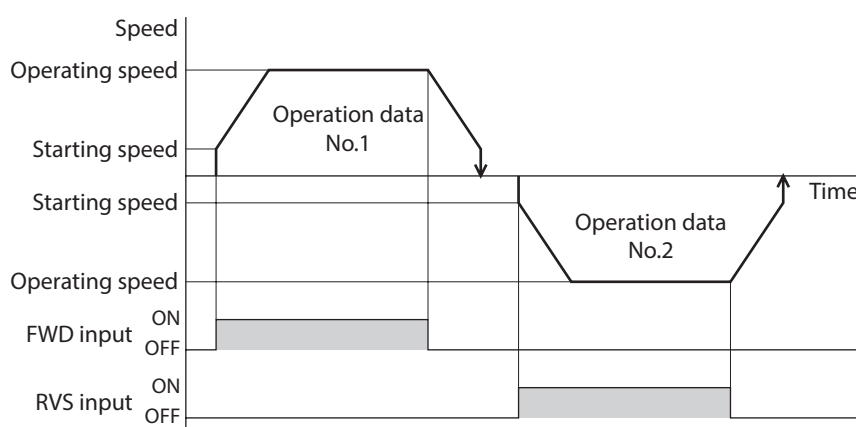 Speed
Operating speed
Operation data
No.1
Starting speed
Time
Starting speed
Operation data
No.2
Operating speed
ON
FWD input
OFF
ON
RVS input
OFF